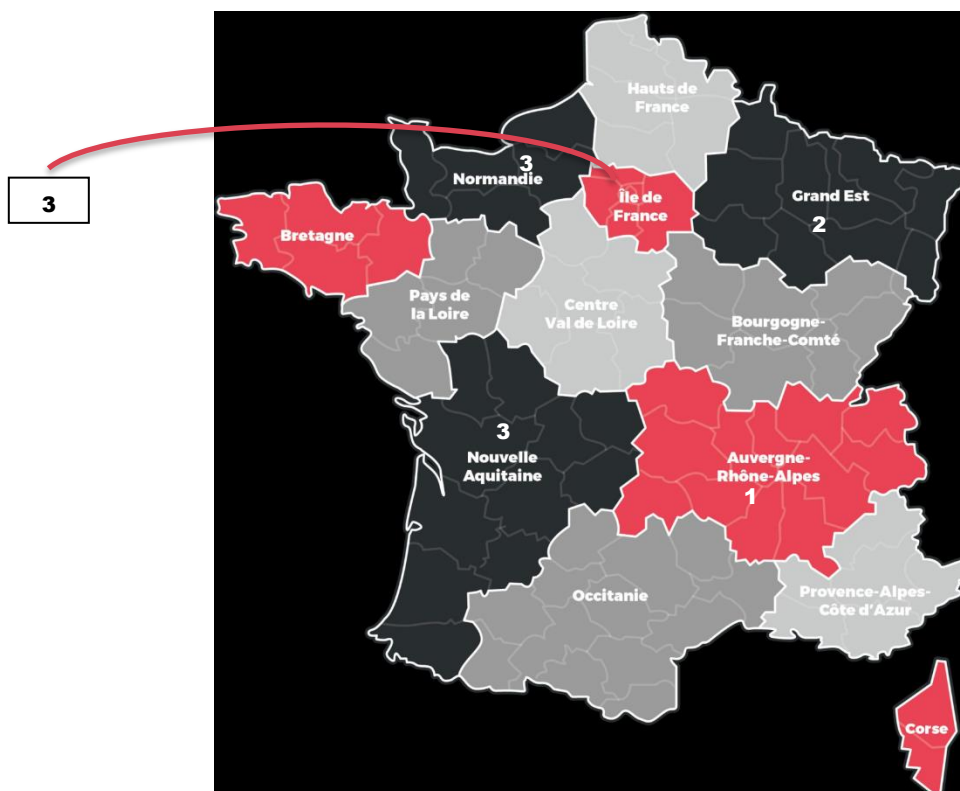 Hauts de
France
3
Normandie
Île de
France
Grand Est
2
3
Bretagne
Pays de
la Loire
Centre
Val de Loire
Bourgogne-
Franche-Comté
3
Nouvelle
Aquitaine
Auvergne-
Rhône-Alpes
1
Occitanie
Provence-Alpes-
Côte d'Azur
Corse